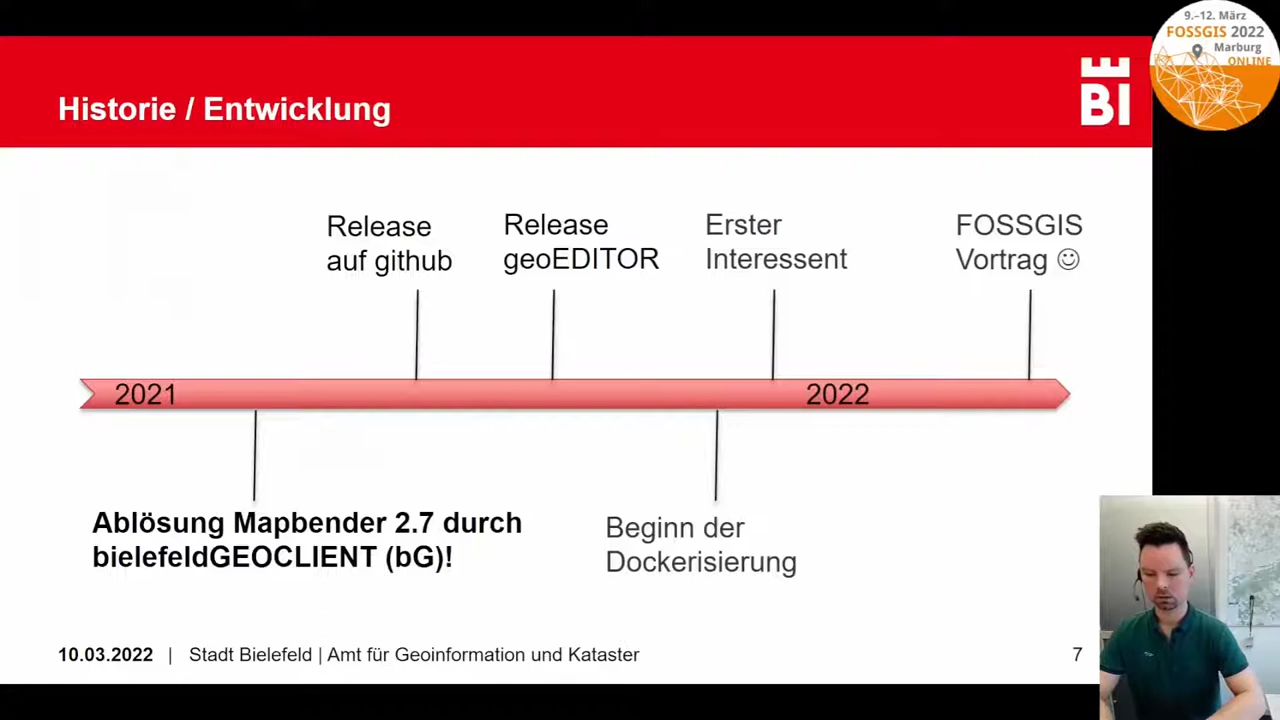 9.–12. März
FOSSGIS 2022
Marburg
ONLINE
BI
Historie / Entwicklung
Release
auf github
Release
geoEDITOR
Erster
Interessent
FOSSGIS
Vortrag ☺
2021
2022
Ablösung Mapbender 2.7 durch
bielefeldGEOCLIENT (bG)!
Beginn der
Dockerisierung
10.03.2022 | Stadt Bielefeld | Amt für Geoinformation und Kataster
7